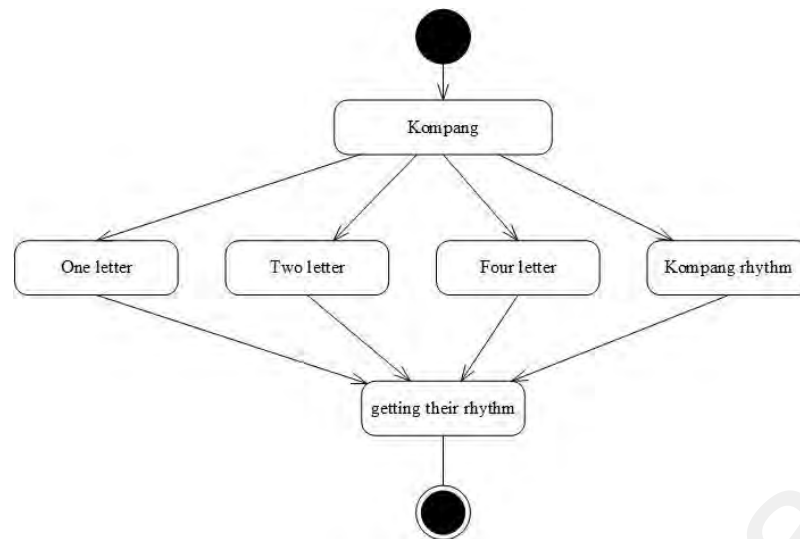 Kompang
One letter
Two letter
Four letter
Kompang rhythm
getting their rhythm